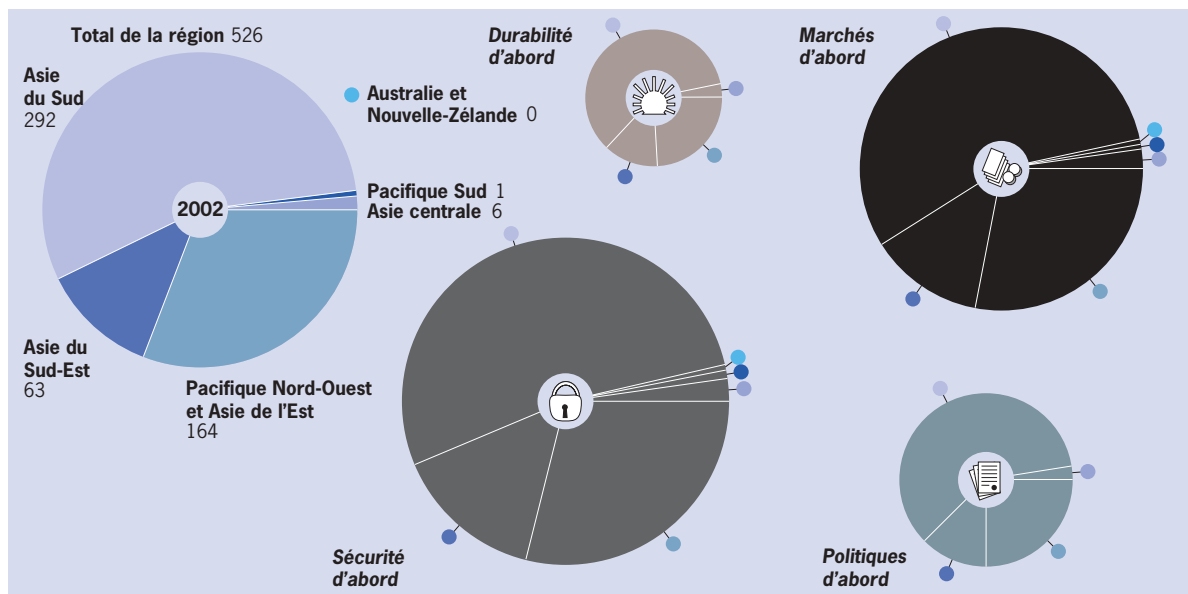 Total de la région 526
Asie
du Sud
292
Australie et
Nouvelle-Zélande 0
2002
Pacifique Sud 1
Asie centrale 6
Asie du
Sud-Est
63
Pacifique Nord-Ouest
et Asie de l'Est
164
Durabilité
d'abord
Marchés
d'abord
Sécurité
d'abord
Politiques
d'abord